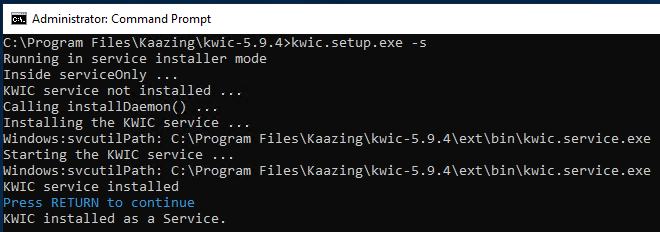 Administrator: Command Prompt
C:\Program Files\Kaazing\kwic-5.9.4>kwic.setup.exe -s
Running in service installer mode
Inside serviceOnly ...
KWIC service not installed ...
Calling installDaemon() ...
Installing the KWIC service ...
Windows:svcutilPath: C:\Program Files\Kaazing\kwic-5.9.4\ext\bin\kwic.service.exe
Starting the KWIC service ...
Windows:svcutilPath: C:\Program Files\Kaazing\kwic-5.9.4\ext\bin\kwic.service.exe
KWIC service installed
Press RETURN to continue
KWIC installed as a Service.